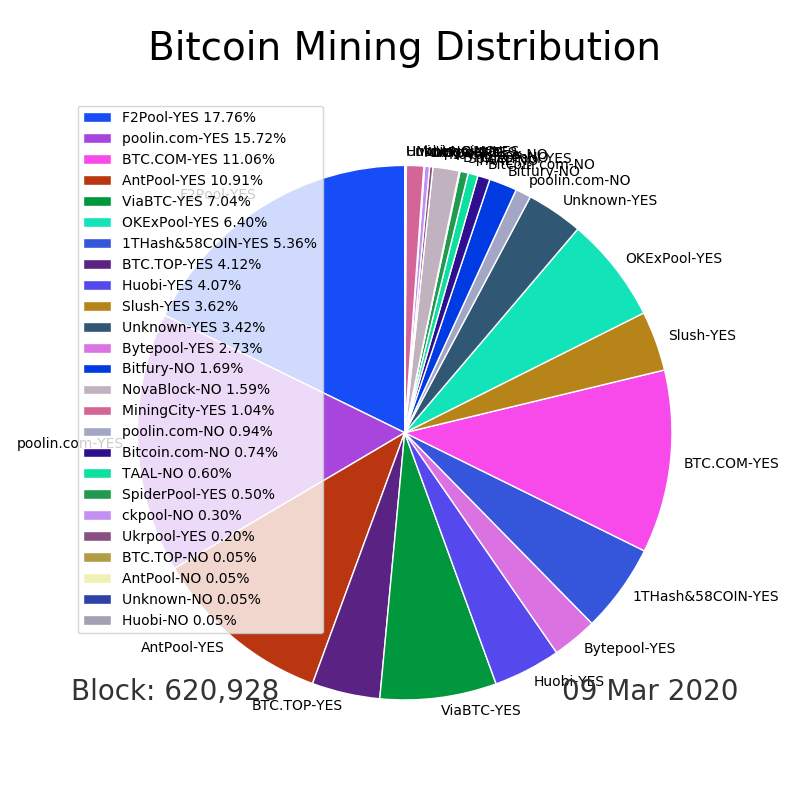 Bitcoin Mining Distribution
F2Pool-YES 17.76%
poolin.com-YES 15.72%
BTC.COM-YES 11.06%
AntPool-YES 10.91%
ViaBTC-YES 7.04%
OKExPool-YES 6.40%
1THash&58COIN-YES 5.36%
BTC.TOP-YES 4.12%
Huobi-YES 4.07%
Slush-YES 3.62%
Unknown-YES 3.42%
Bytepool-YES 2.73%
Bitfury-NO 1.69%
NovaBlock-NO 1.59%
MiningCity-YES 1.04%
poolin.com-NO 0.94%
Bitcoin.com-NO 0.74%
TAAL-NO 0.60%
SpiderPool-YES 0.50%
ckpool-NO 0.30%
Ukrpool-YES 0.20%
BTC.TOP-NO 0.05%
AntPool-NO 0.05%
Unknown-NO 0.05%
Huobi-NO 0.05%
F2Pool-YES
poolin.com-YES
AntPool-YES
BTC.TOP-YES
ViaBTC-YES
Huobi-YES
Bytepool-YES
1THash&58COIN-YES
BTC.COM-YES
Slush-YES
OKExPool-YES
Unknown-YES
poolin.com-NO
Bitfury-NO
Bitcoin.com-NO
Block: 620,928
09 Mar 2020